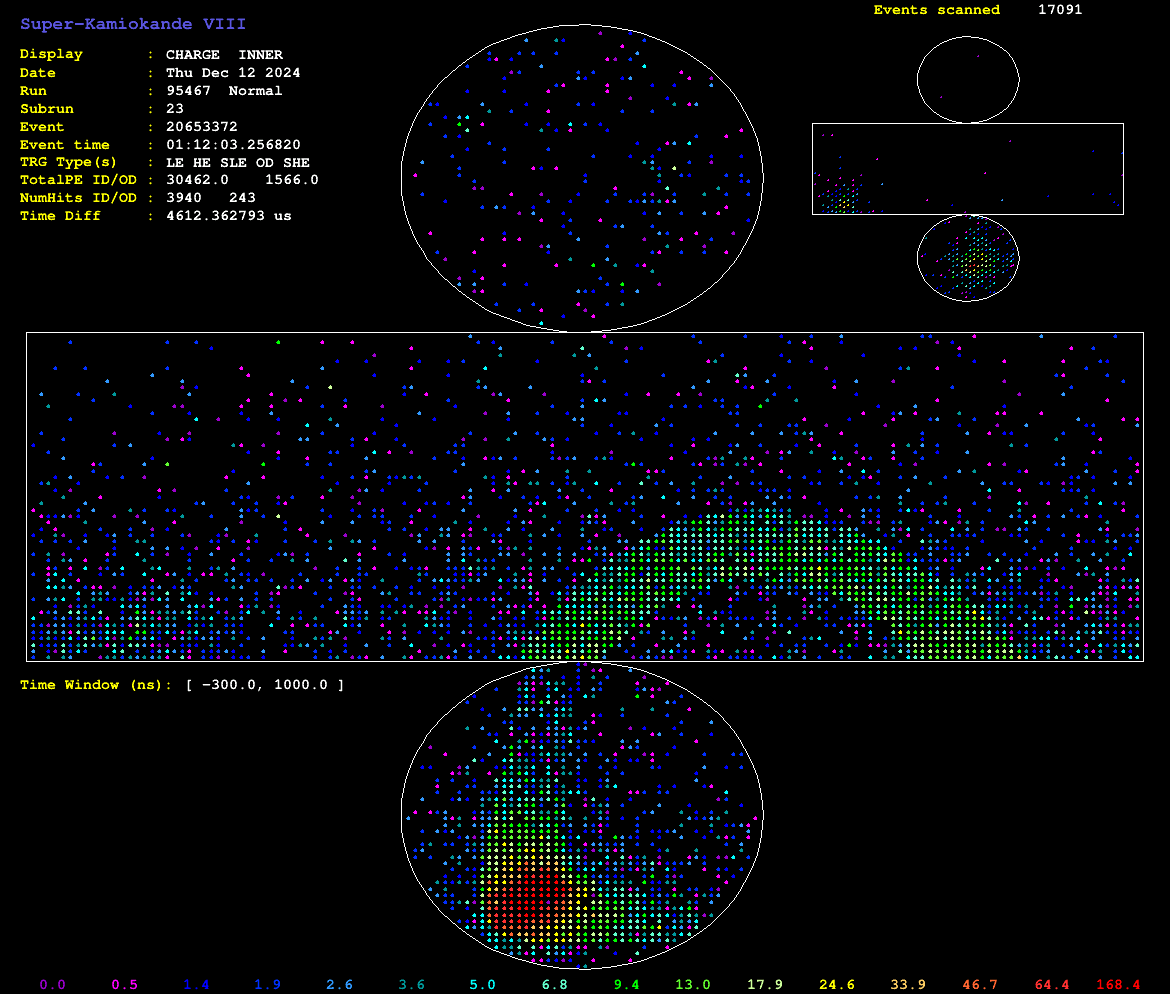 Super-Kamiokande VIII
Events scanned 17091
Display : CHARGE INNER
Date : Thu Dec 12 2024
Run : 95467 Normal
Subrun : 23
Event : 20653372
Event time : 01:12:03.256820
TRG Type(s) : LE HE SLE OD SHE
TotalPE ID/OD : 30462.0 1566.0
NumHits ID/OD : 3940 243
Time Diff : 4612.362793 us
Time Window (ns): [ -300.0, 1000.0 ]
0.0 0.5 1.4 1.9 2.6 3.6 5.0 6.8 9.4 13.0 17.9 24.6 33.9 46.7 64.4 168.4